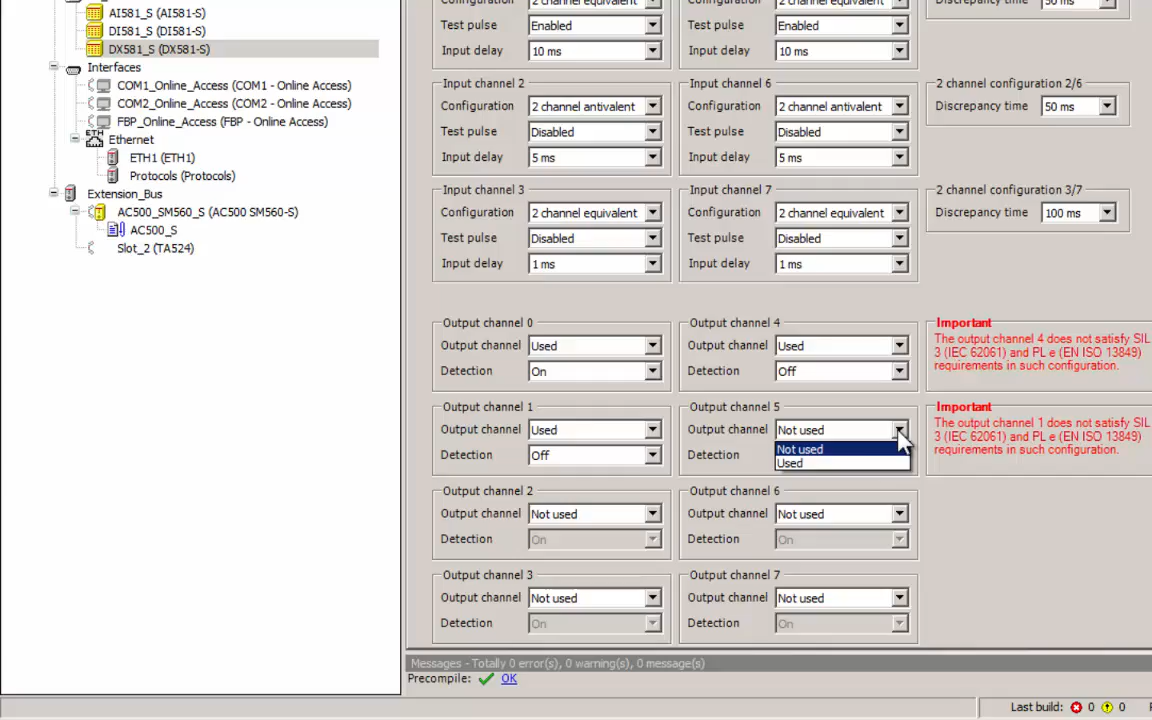 AI581_S (AI581-S)
DI581_S (DI581-S)
DX581_S (DX581-S)
Interfaces
COM1_Online_Access (COM1 - Online Access)
COM2_Online_Access (COM2 - Online Access)
FBP_Online_Access (FBP - Online Access)
ETH
Ethernet
ETH1 (ETH1)
Protocols (Protocols)
Extension_Bus
AC500_SM560_S (AC500 SM560-S)
AC500_S
Slot_2 (TA524)
Configuration 2 channel equivalent
Test pulse Enabled
Input delay 10 ms
Configuration 2 channel equivalent
Test pulse Enabled
Input delay 10 ms
Discrepancy time 50 ms
Input channel 2
Configuration 2 channel antivalent
Test pulse Disabled
Input delay 5 ms
Input channel 6
Configuration 2 channel antivalent
Test pulse Disabled
Input delay 5 ms
2 channel configuration 2/6
Discrepancy time 50 ms
Input channel 3
Configuration 2 channel equivalent
Test pulse Disabled
Input delay 1 ms
Input channel 7
Configuration 2 channel equivalent
Test pulse Disabled
Input delay 1 ms
2 channel configuration 3/7
Discrepancy time 100 ms
Output channel 0
Output channel Used
Detection On
Output channel 4
Output channel Used
Detection Off
Important
The output channel 4 does not satisfy SIL
3 (IEC 62061) and PL e (EN ISO 13849)
requirements in such configuration.
Output channel 1
Output channel Used
Detection Off
Output channel 5
Output channel Not used
Not used
Used
Detection
Important
The output channel 1 does not satisfy SIL
3 (IEC 62061) and PL e (EN ISO 13849)
requirements in such configuration.
Output channel 2
Output channel Not used
Detection On
Output channel 6
Output channel Not used
Detection On
Output channel 3
Output channel Not used
Detection On
Output channel 7
Output channel Not used
Detection On
Messages - Totally 0 error(s), 0 warning(s), 0 message(s)
Precompile: OK
Last build: 0 0